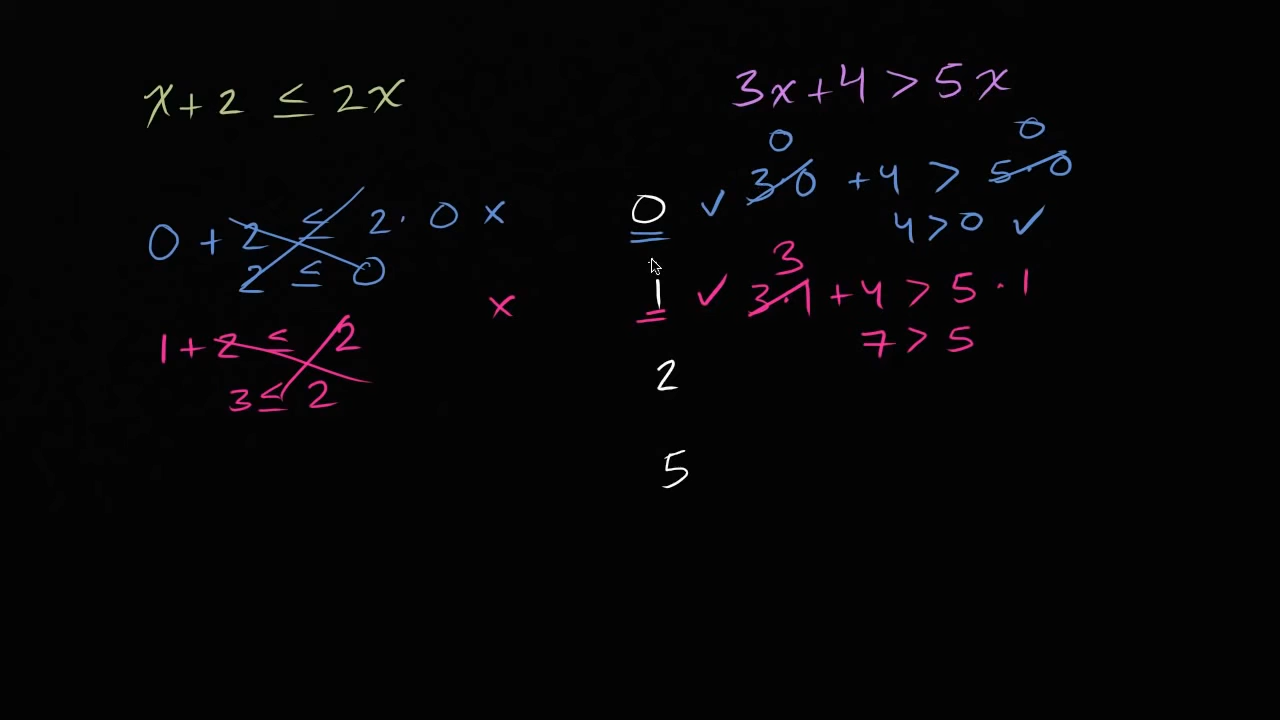 x + 2 ≤ 2x
3x + 4 > 5x
0 + 2 ≤ 2 · 0 x
2 ≤ 0
1 + 2 ≤ 2 x
3 ≤ 2
0
1
2
5
0 0
✓ 3·0 + 4 > 5·0
4 > 0 ✓
3
✓ 3·1 + 4 > 5·1
7 > 5